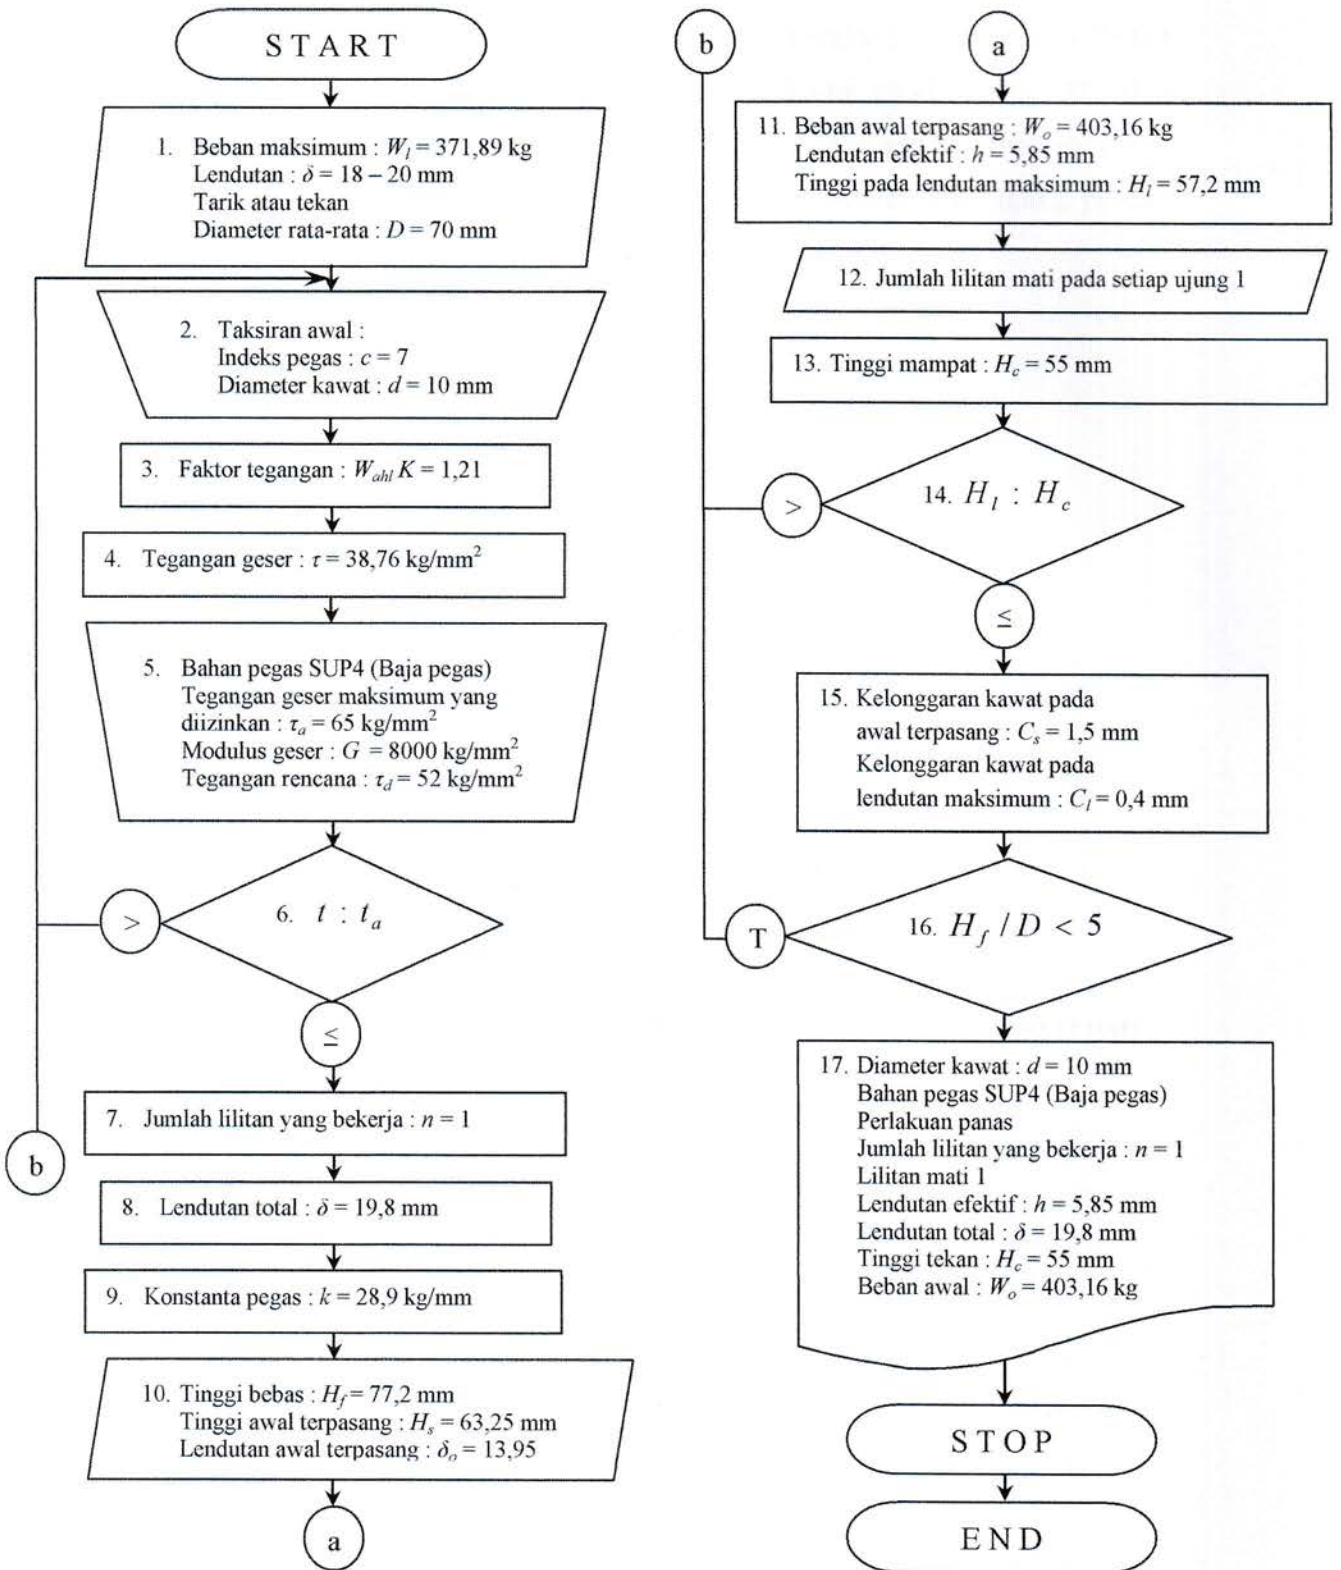 START
1. Beban maksimum : W_l = 371,89 kg
Lendutan : δ = 18 – 20 mm
Tarik atau tekan
Diameter rata-rata : D = 70 mm
2. Taksiran awal :
Indeks pegas : c = 7
Diameter kawat : d = 10 mm
3. Faktor tegangan : W_ahl K = 1,21
4. Tegangan geser : τ = 38,76 kg/mm²
5. Bahan pegas SUP4 (Baja pegas)
Tegangan geser maksimum yang
diizinkan : τ_a = 65 kg/mm²
Modulus geser : G = 8000 kg/mm²
Tegangan rencana : τ_d = 52 kg/mm²
6. t : t_a
>
≤
7. Jumlah lilitan yang bekerja : n = 1
b
8. Lendutan total : δ = 19,8 mm
9. Konstanta pegas : k = 28,9 kg/mm
10. Tinggi bebas : H_f = 77,2 mm
Tinggi awal terpasang : H_s = 63,25 mm
Lendutan awal terpasang : δ_o = 13,95
a
b
a
11. Beban awal terpasang : W_o = 403,16 kg
Lendutan efektif : h = 5,85 mm
Tinggi pada lendutan maksimum : H_l = 57,2 mm
12. Jumlah lilitan mati pada setiap ujung 1
13. Tinggi mampat : H_c = 55 mm
14. H_l : H_c
>
≤
15. Kelonggaran kawat pada
awal terpasang : C_s = 1,5 mm
Kelonggaran kawat pada
lendutan maksimum : C_l = 0,4 mm
16. H_f / D < 5
T
17. Diameter kawat : d = 10 mm
Bahan pegas SUP4 (Baja pegas)
Perlakuan panas
Jumlah lilitan yang bekerja : n = 1
Lilitan mati 1
Lendutan efektif : h = 5,85 mm
Lendutan total : δ = 19,8 mm
Tinggi tekan : H_c = 55 mm
Beban awal : W_o = 403,16 kg
STOP
END